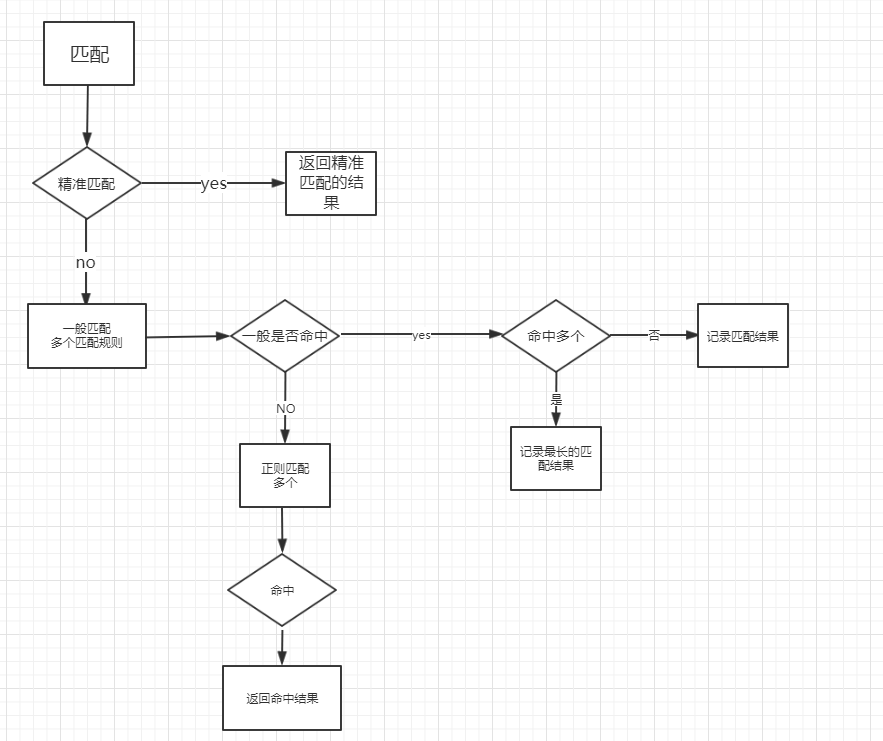 匹配
精准匹配
yes
返回精准
匹配的结
果
no
一般匹配
多个匹配规则
一般是否命中
yes
命中多个
否
记录匹配结果
NO
是
正则匹配
多个
记录最长的匹
配结果
命中
返回命中结果